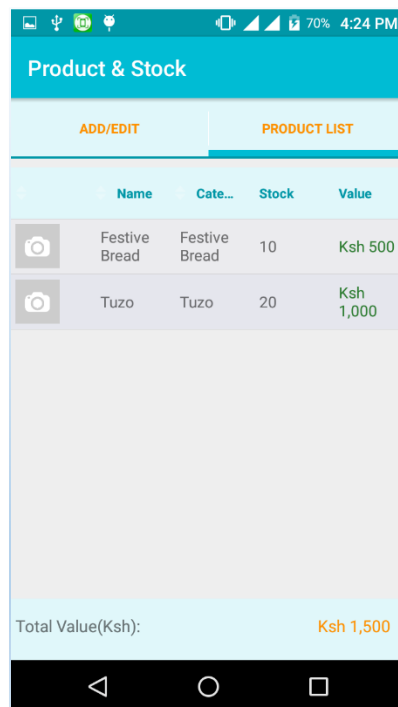 70% 4:24 PM
Product & Stock
ADD/EDIT PRODUCT LIST
Name Cate... Stock Value
Festive Bread Festive Bread 10 Ksh 500
Tuzo Tuzo 20 Ksh 1,000
Total Value(Ksh): Ksh 1,500